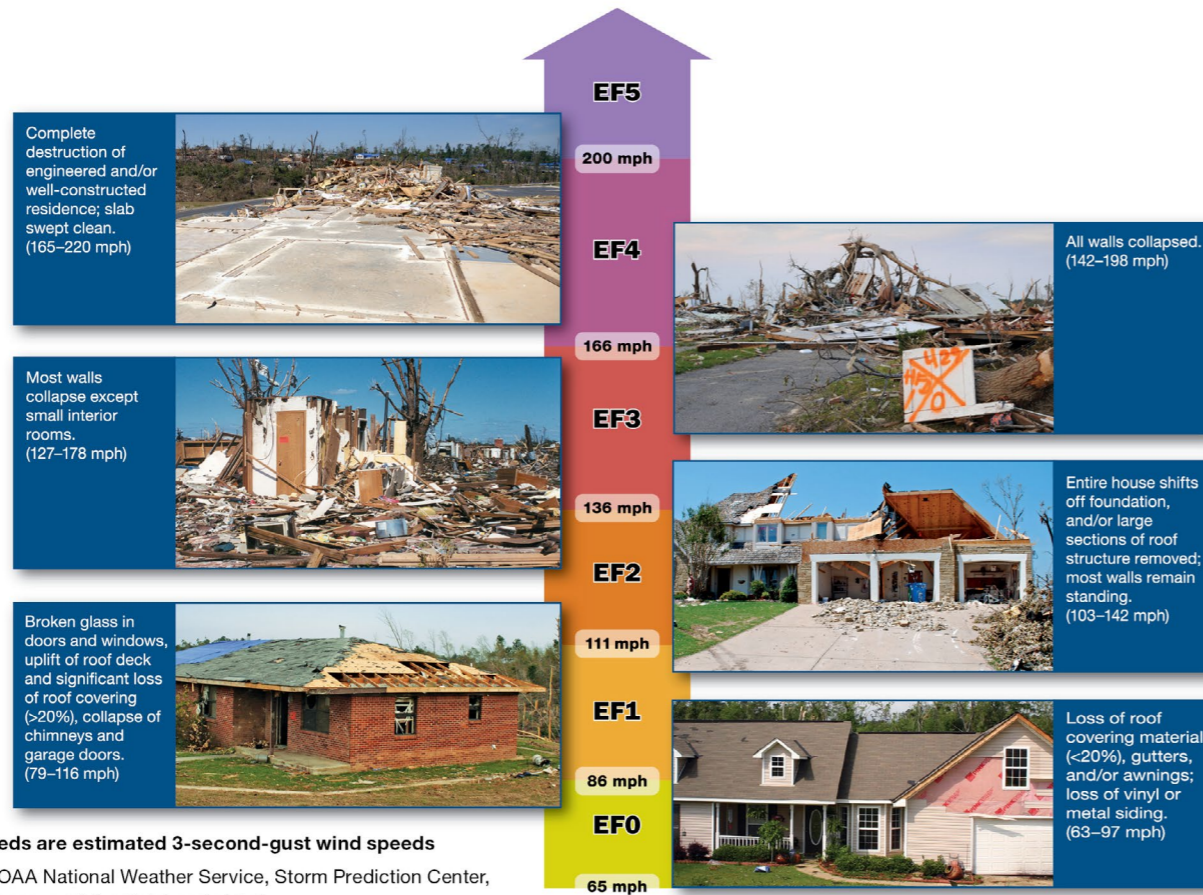 EF5
200 mph
Complete
destruction of
engineered and/or
well-constructed
residence; slab
swept clean.
(165–220 mph)
EF4
All walls collapsed.
(142–198 mph)
166 mph
Most walls
collapse except
small interior
rooms.
(127–178 mph)
EF3
429
170
136 mph
Entire house shifts
off foundation,
and/or large
sections of roof
structure removed;
most walls remain
standing.
(103–142 mph)
EF2
111 mph
Broken glass in
doors and windows,
uplift of roof deck
and significant loss
of roof covering
(>20%), collapse of
chimneys and
garage doors.
(79–116 mph)
EF1
86 mph
Loss of roof
covering material
(<20%), gutters,
and/or awnings;
loss of vinyl or
metal siding.
(63–97 mph)
EF0
65 mph
eds are estimated 3-second-gust wind speeds
OAA National Weather Service, Storm Prediction Center,